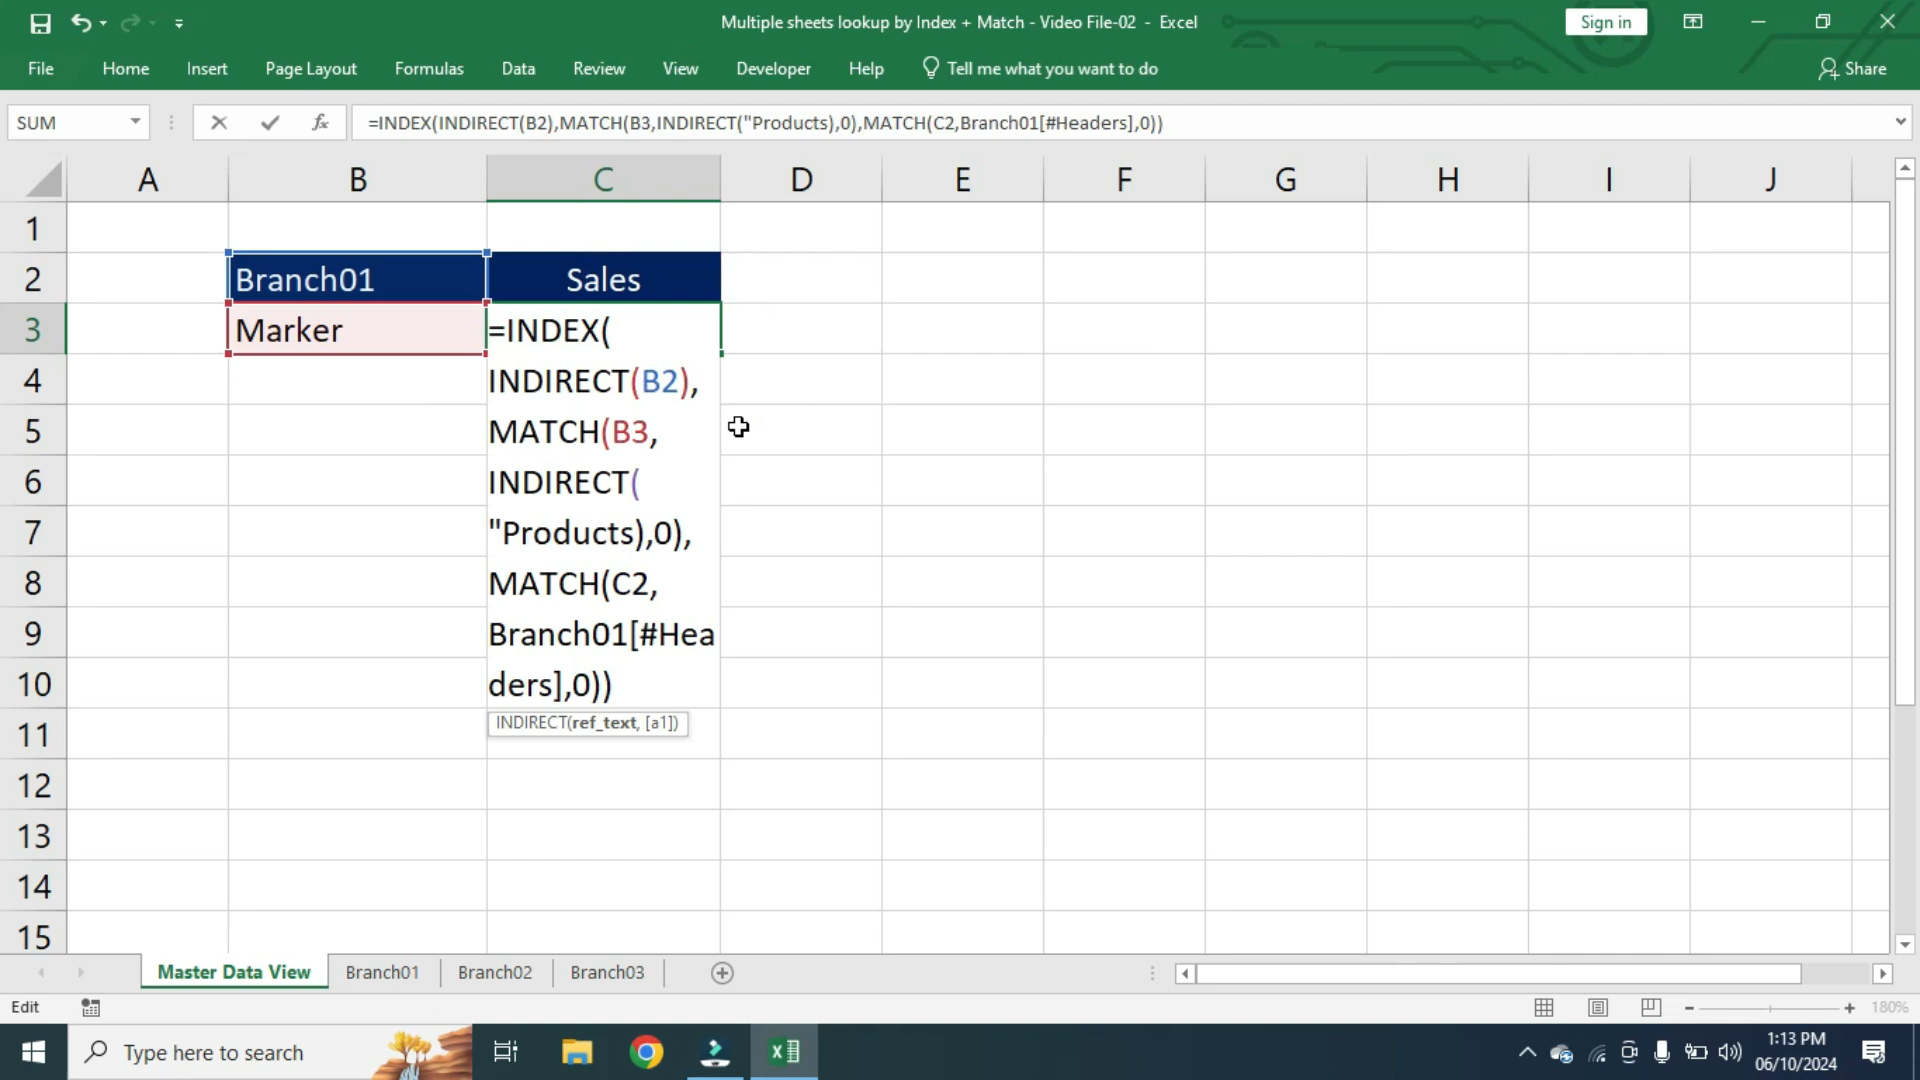 Multiple sheets lookup by Index + Match - Video File-02 - Excel
Sign in
File Home Insert Page Layout Formulas Data Review View Developer Help Tell me what you want to do Share
SUM fx =INDEX(INDIRECT(B2),MATCH(B3,INDIRECT("Products),0),MATCH(C2,Branch01[#Headers],0))
A B C D E F G H I J
1
2 Branch01 Sales
3 Marker =INDEX(
4 INDIRECT(B2),
5 MATCH(B3,
6 INDIRECT(
7 "Products),0),
8 MATCH(C2,
9 Branch01[#Hea
10 ders],0))
11 INDIRECT(ref_text, [a1])
12
13
14
15
Master Data View Branch01 Branch02 Branch03
Edit 180%
Type here to search
1:13 PM
06/10/2024